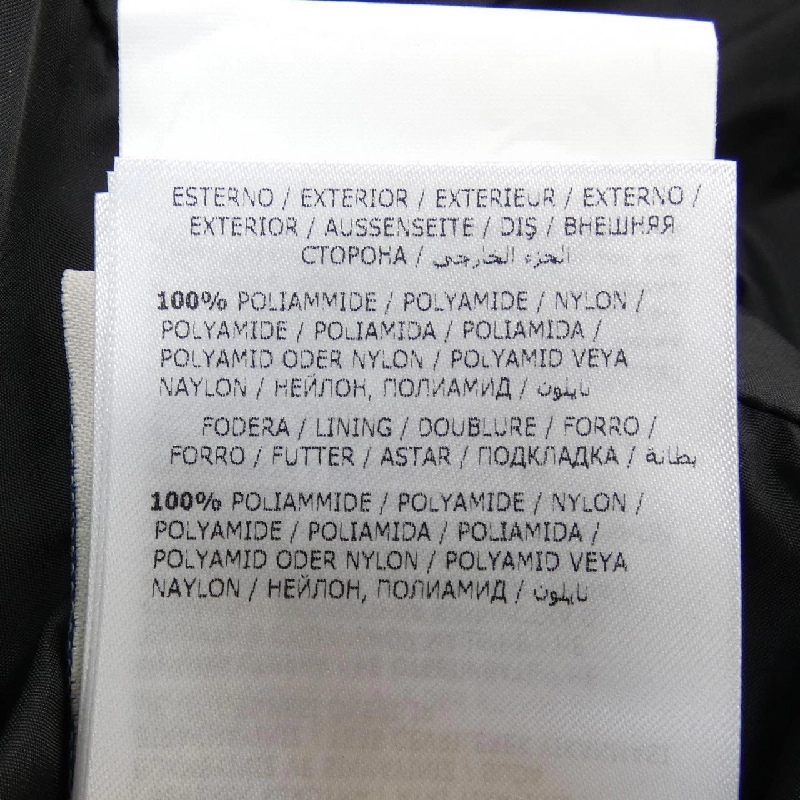 ESTERNO / EXTERIOR / EXTERIEUR / EXTERNO /
EXTERIOR / AUSSENSEITE / DIŞ / ВНЕШНЯЯ
СТОРОНА / الجزء الخارجي
100% POLIAMMIDE / POLYAMIDE / NYLON /
POLYAMIDE / POLIAMIDA / POLIAMIDA /
POLYAMID ODER NYLON / POLYAMID VEYA
NAYLON / НЕЙЛОН, ПОЛИАМИД / نايلون
FODERA / LINING / DOUBLURE / FORRO /
FORRO / FUTTER / ASTAR / ПОДКЛАДКА / بطانة
100% POLIAMMIDE / POLYAMIDE / NYLON /
POLYAMIDE / POLIAMIDA / POLIAMIDA /
POLYAMID ODER NYLON / POLYAMID VEYA
NAYLON / НЕЙЛОН, ПОЛИАМИД / نايلون